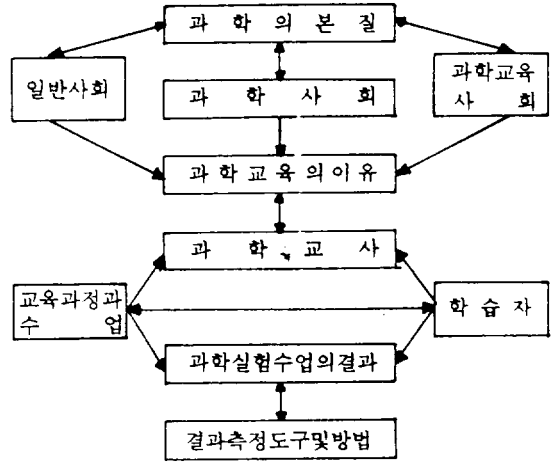 과 학 의 본 질
일반사회
과 학 사 회
과학교육
사 회
과 학 교 육 의 이 유
과 학 교 사
교육과정과
수 업
학 습 자
과학실험수업의결과
결과측정도구및방법